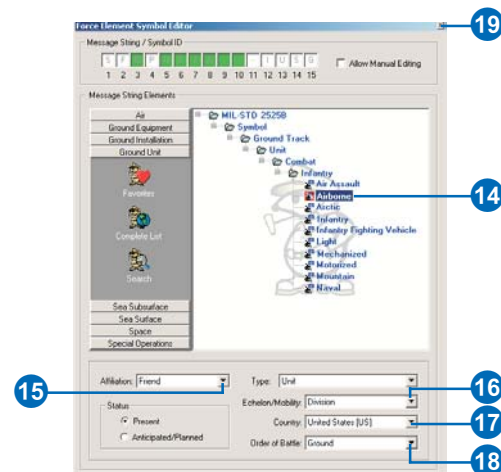 Force Element Symbol Editor
19
Message String / Symbol ID
S F P I U S G
Allow Manual Editing
1 2 3 4 5 6 7 8 9 10 11 12 13 14 15
Message String Elements
Air
Ground Equipment
Ground Installation
Ground Unit
Favorites
Complete List
Search
Sea Subsurface
Sea Surface
Space
Special Operations
MIL-STD 2525B
Symbol
Ground Track
Unit
Combat
Infantry
Air Assault
Airborne
14
Arctic
Infantry
Infantry Fighting Vehicle
Light
Mechanized
Motorized
Mountain
Naval
15
Affiliation: Friend
Type: Unit
Status
Present
Anticipated/Planned
Echelon/Mobility: Division
16
Country: United States [US]
17
Order of Battle: Ground
18